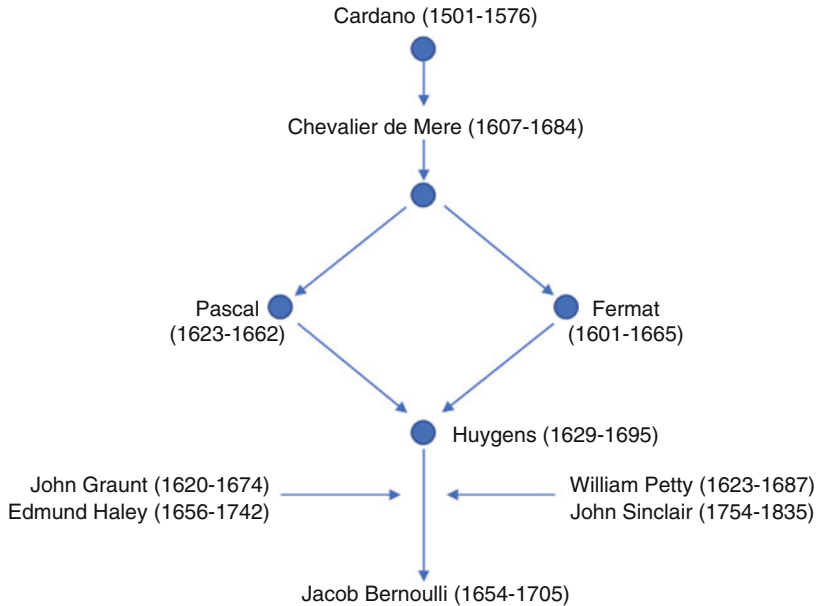 Cardano (1501-1576)
Chevalier de Mere (1607-1684)
Pascal
(1623-1662)
Fermat
(1601-1665)
Huygens (1629-1695)
John Graunt (1620-1674)
Edmund Haley (1656-1742)
William Petty (1623-1687)
John Sinclair (1754-1835)
Jacob Bernoulli (1654-1705)